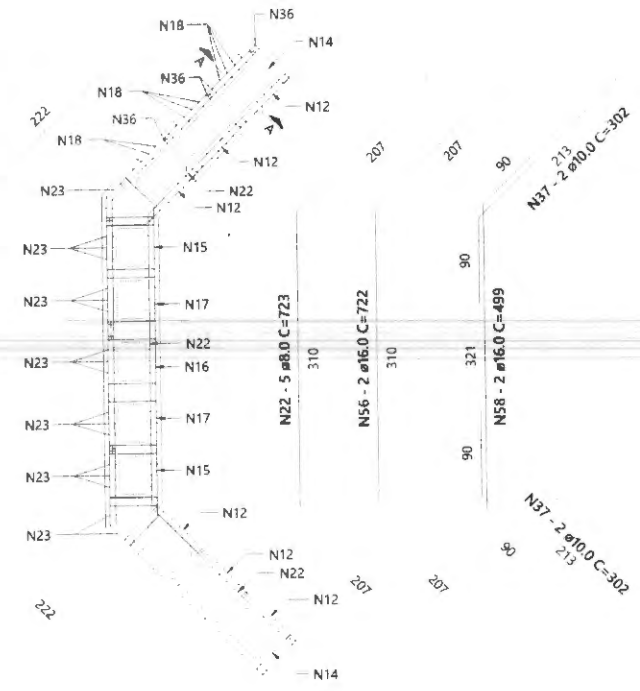 N36
N18
N14
A
N36
N18
N12
222
N36
A
N18
N12
207
207
90
213
N37 - 2 ø10.0 C=302
N23
N22
N12
N23
N15
90
N23
N17
N22 - 5 ø8.0 C=723
310
N56 - 2 ø16.0 C=722
310
N58 - 2 ø16.0 C=499
321
N22
N23
N16
N23
N17
90
N23
N15
N12
N23
N37 - 2 ø10.0 C=302
90
213
N12
N22
207
207
222
N12
N14